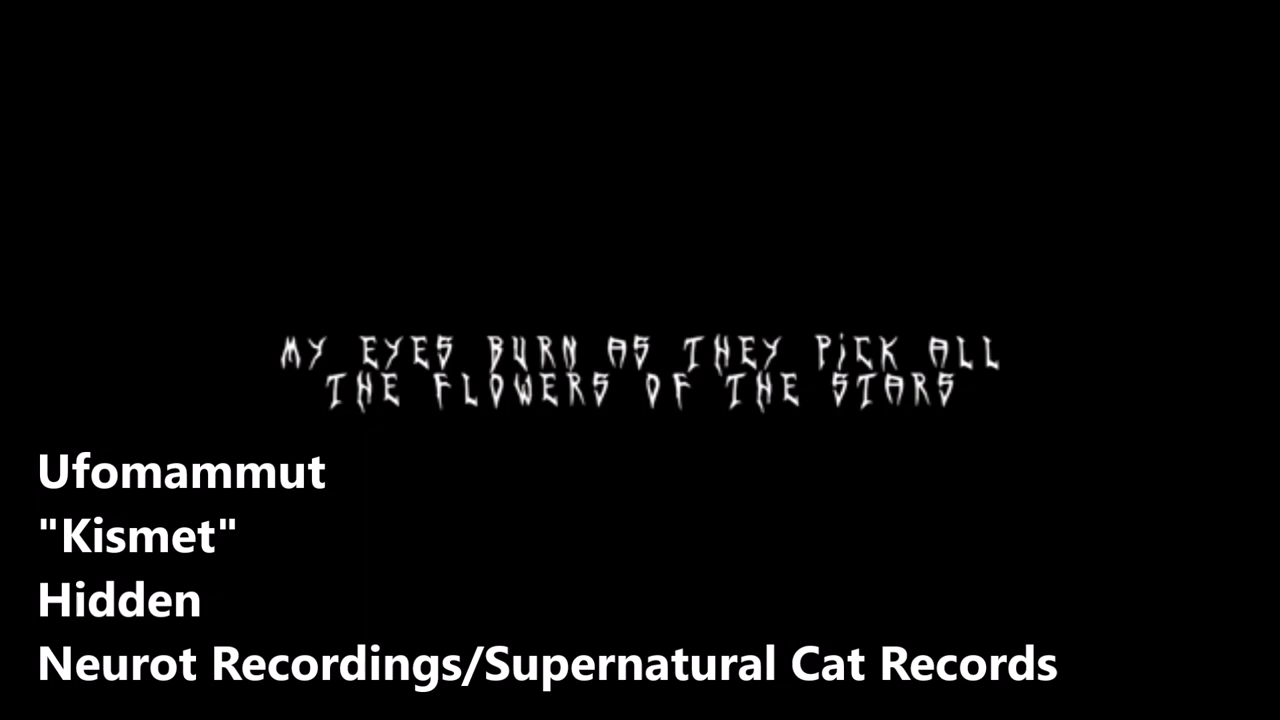 MY EYES BURN AS THEY PiCK ALL
THE FLOWERS OF THE STARS
Ufomammut
"Kismet"
Hidden
Neurot Recordings/Supernatural Cat Records